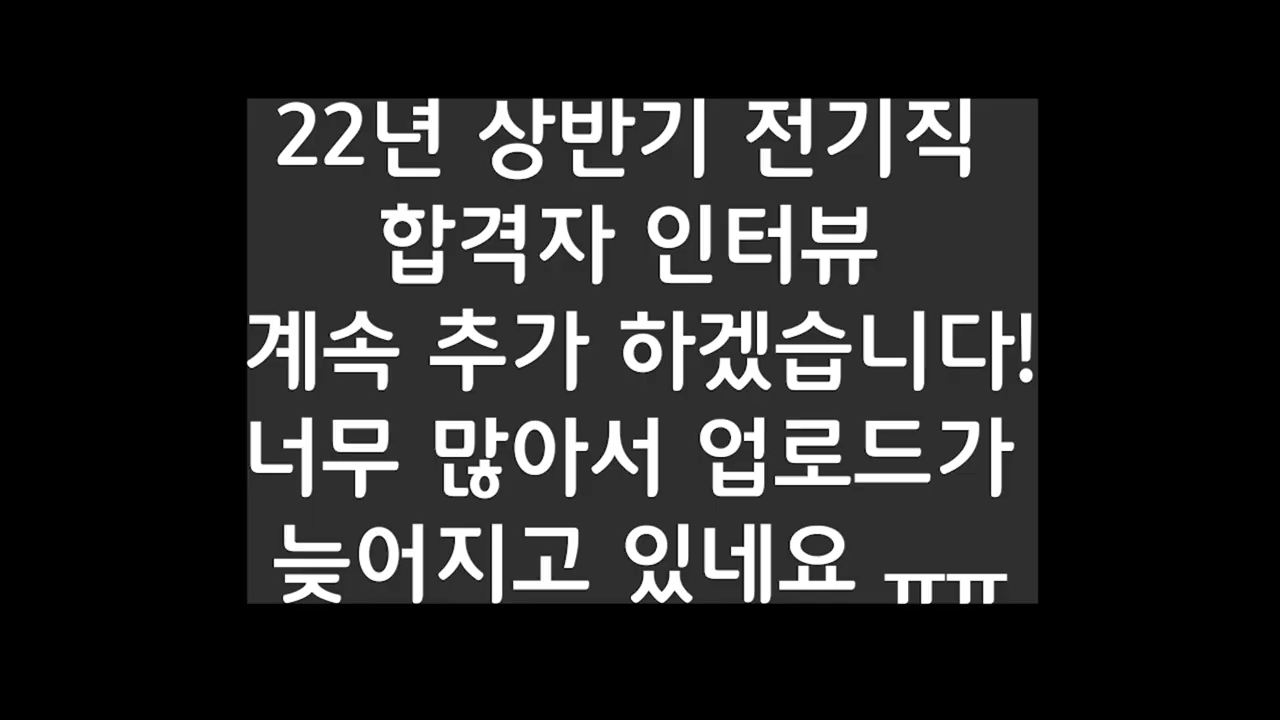 22년 상반기 전기직
합격자 인터뷰
계속 추가 하겠습니다!
너무 많아서 업로드가
늦어지고 있네요 ㅠㅠ